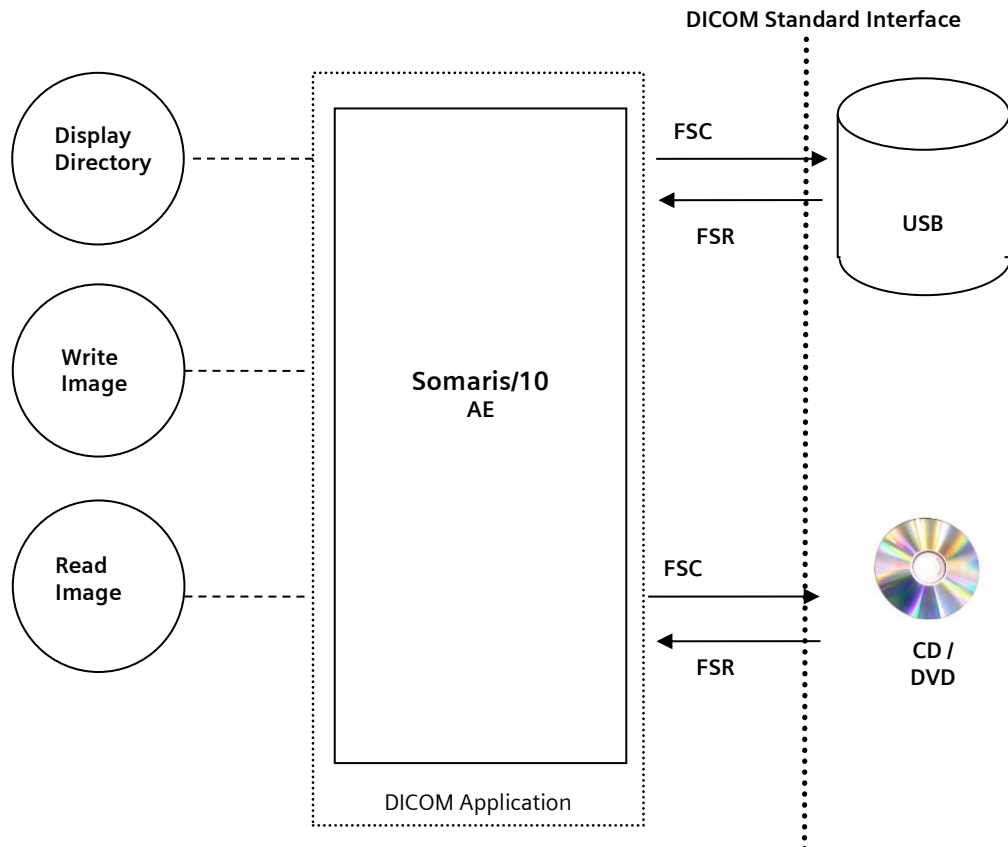 DICOM Standard Interface
Display
Directory
FSC
FSR
USB
Write
Image
Somaris/10
AE
Read
Image
FSC
FSR
CD /
DVD
DICOM Application